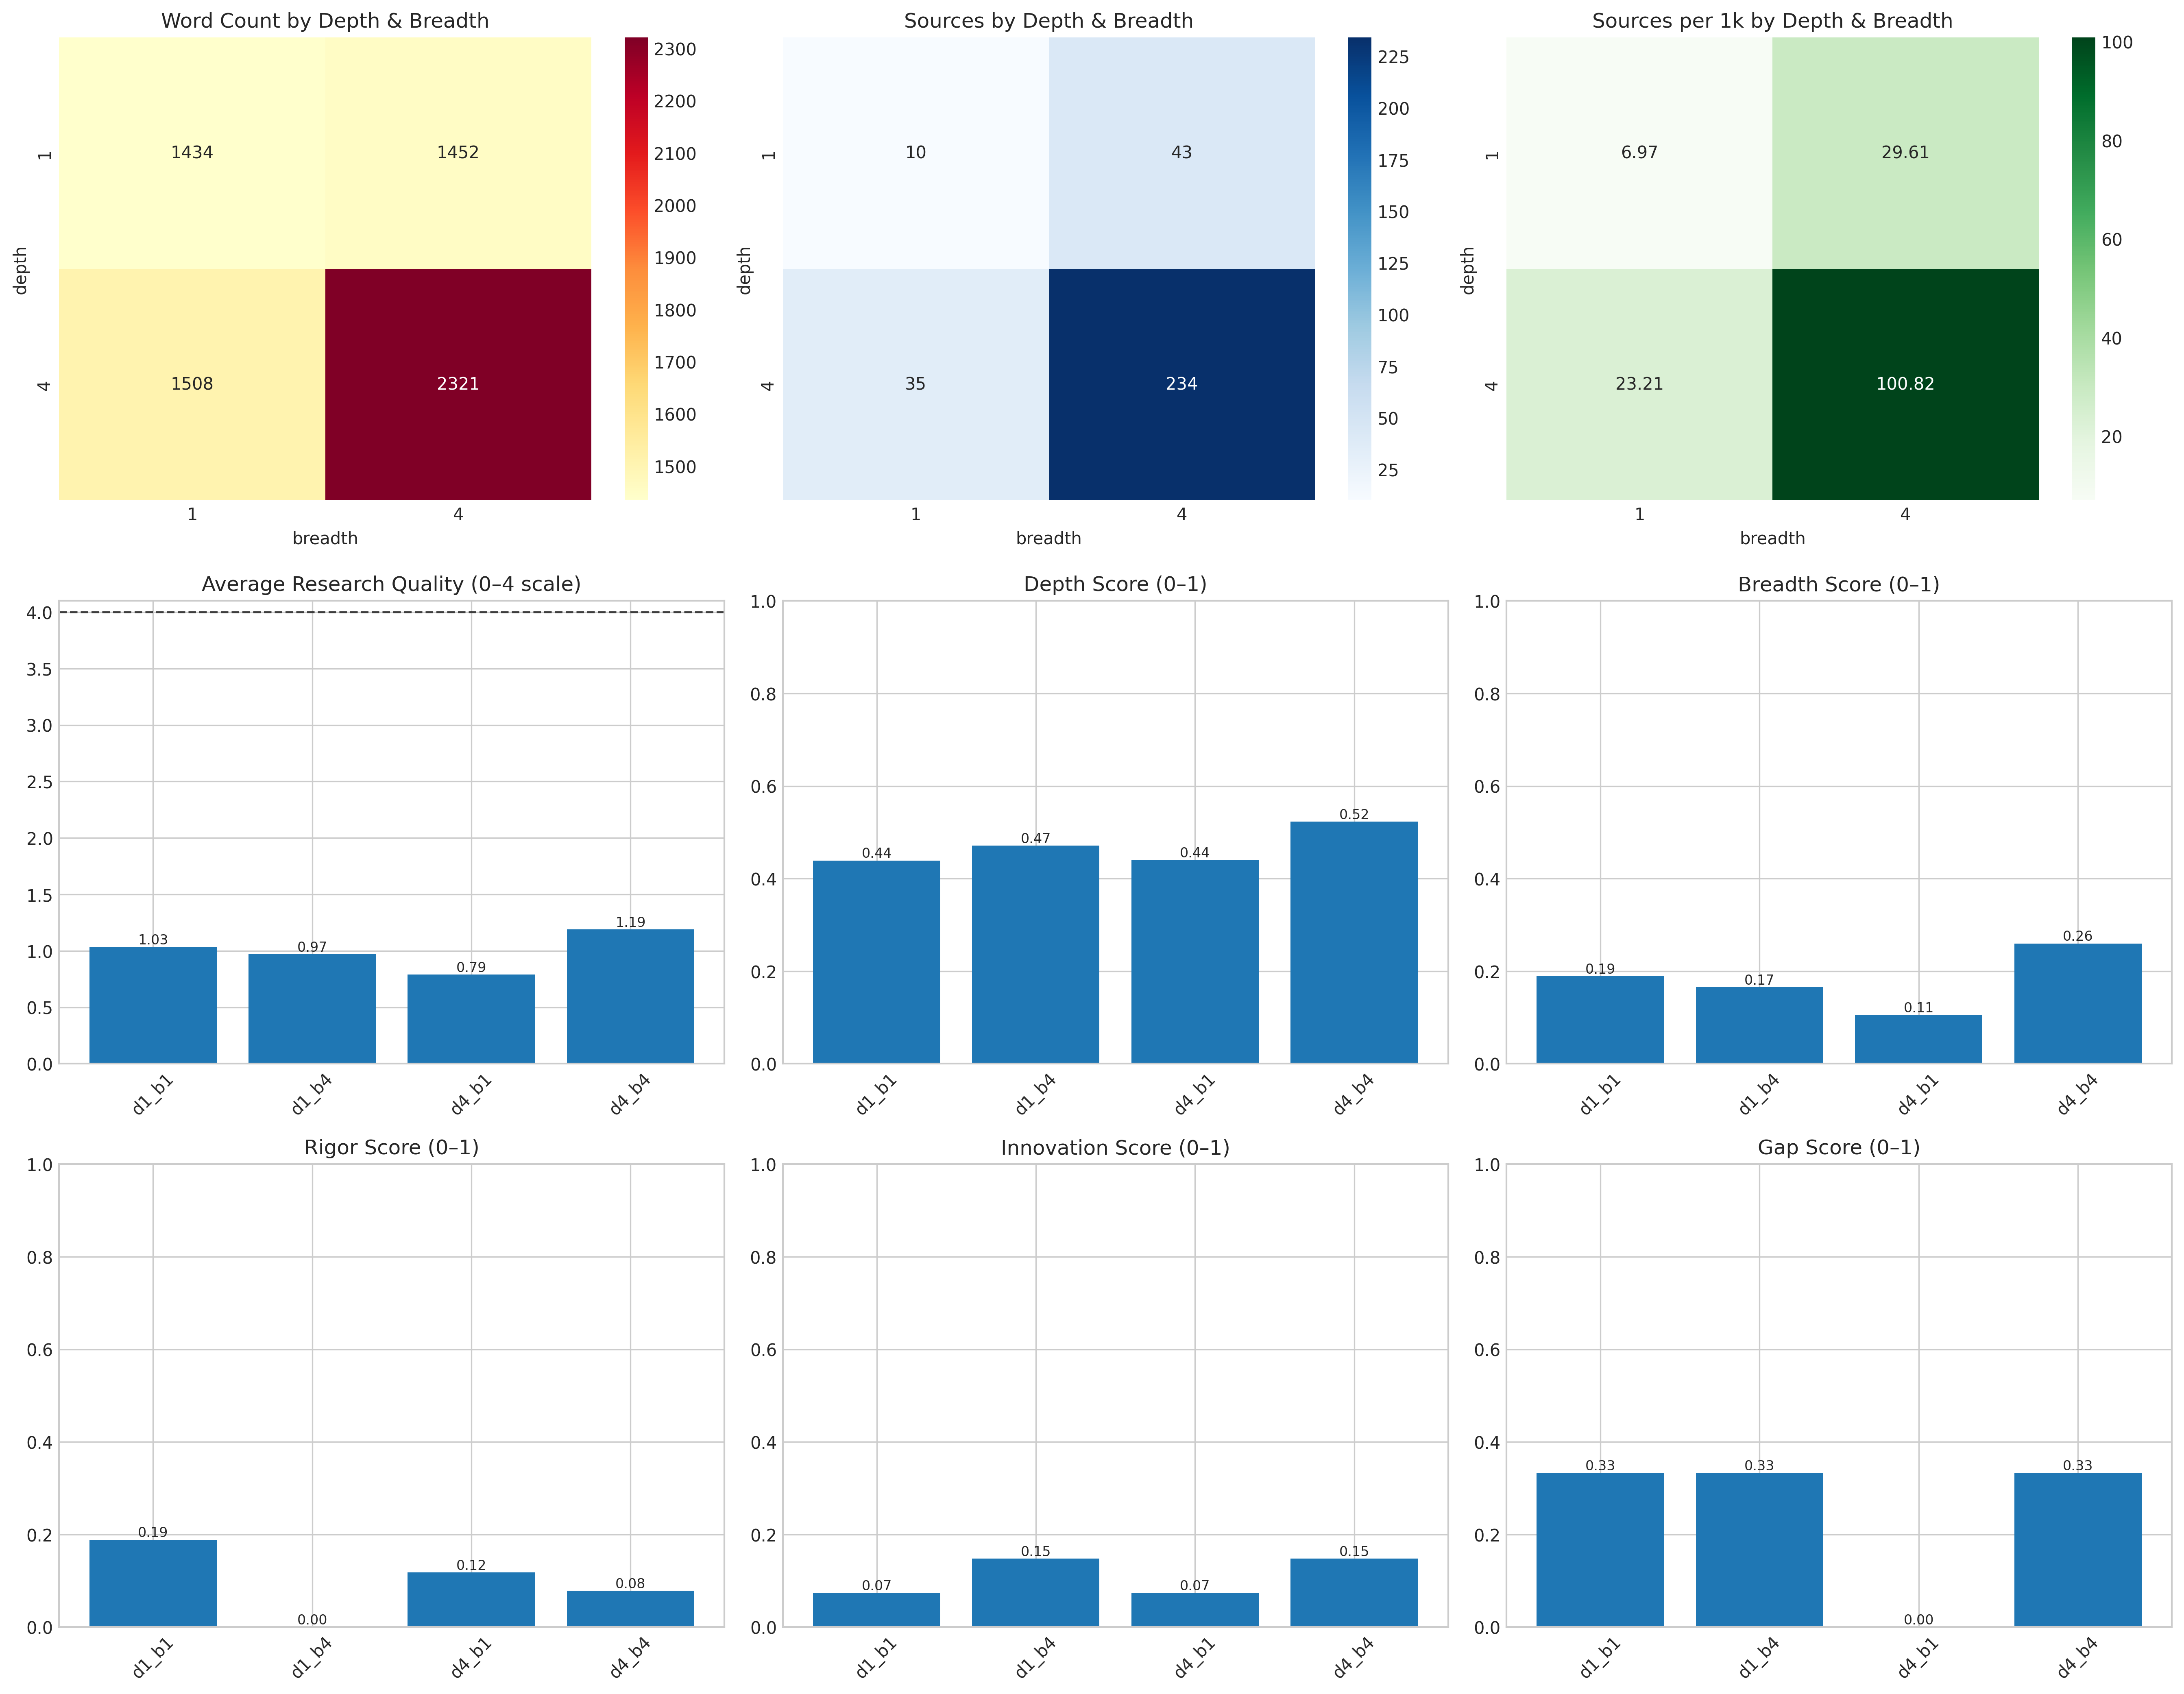 Word Count by Depth & Breadth
1434
1452
1508
2321
1
4
depth
1
4
breadth
2300
2200
2100
2000
1900
1800
1700
1600
1500
Sources by Depth & Breadth
10
43
35
234
1
4
depth
1
4
breadth
225
200
175
150
125
100
75
50
25
Sources per 1k by Depth & Breadth
6.97
29.61
23.21
100.82
1
4
depth
1
4
breadth
100
80
60
40
20
Average Research Quality (0–4 scale)
4.0
3.5
3.0
2.5
2.0
1.5
1.0
0.5
0.0
1.03
0.97
0.79
1.19
d1_b1
d1_b4
d4_b1
d4_b4
Depth Score (0–1)
1.0
0.8
0.6
0.4
0.2
0.0
0.44
0.47
0.44
0.52
d1_b1
d1_b4
d4_b1
d4_b4
Breadth Score (0–1)
1.0
0.8
0.6
0.4
0.2
0.0
0.19
0.17
0.11
0.26
d1_b1
d1_b4
d4_b1
d4_b4
Rigor Score (0–1)
1.0
0.8
0.6
0.4
0.2
0.0
0.19
0.00
0.12
0.08
d1_b1
d1_b4
d4_b1
d4_b4
Innovation Score (0–1)
1.0
0.8
0.6
0.4
0.2
0.0
0.07
0.15
0.07
0.15
d1_b1
d1_b4
d4_b1
d4_b4
Gap Score (0–1)
1.0
0.8
0.6
0.4
0.2
0.0
0.33
0.33
0.00
0.33
d1_b1
d1_b4
d4_b1
d4_b4